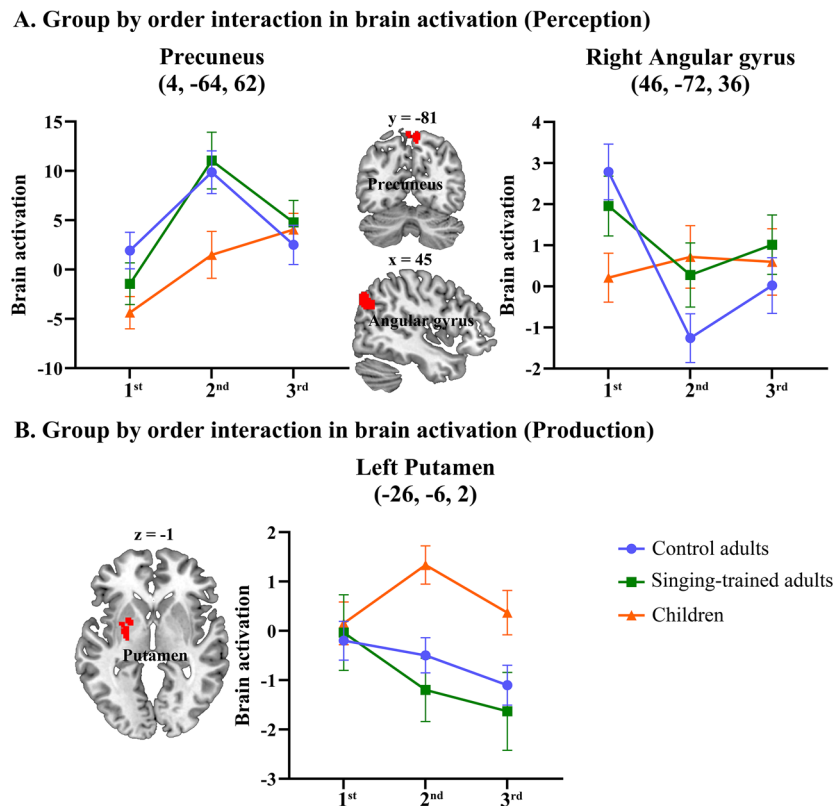 A. Group by order interaction in brain activation (Perception)
Precuneus
(4, -64, 62)
Brain activation
15
10
5
0
-5
-10
1st
2nd
3rd
y = -81
Precuneus
x = 45
Angular gyrus
Right Angular gyrus
(46, -72, 36)
Brain activation
4
3
2
1
0
-1
-2
1st
2nd
3rd
B. Group by order interaction in brain activation (Production)
Left Putamen
(-26, -6, 2)
z = -1
Putamen
Brain activation
2
1
0
-1
-2
-3
1st
2nd
3rd
Control adults
Singing-trained adults
Children